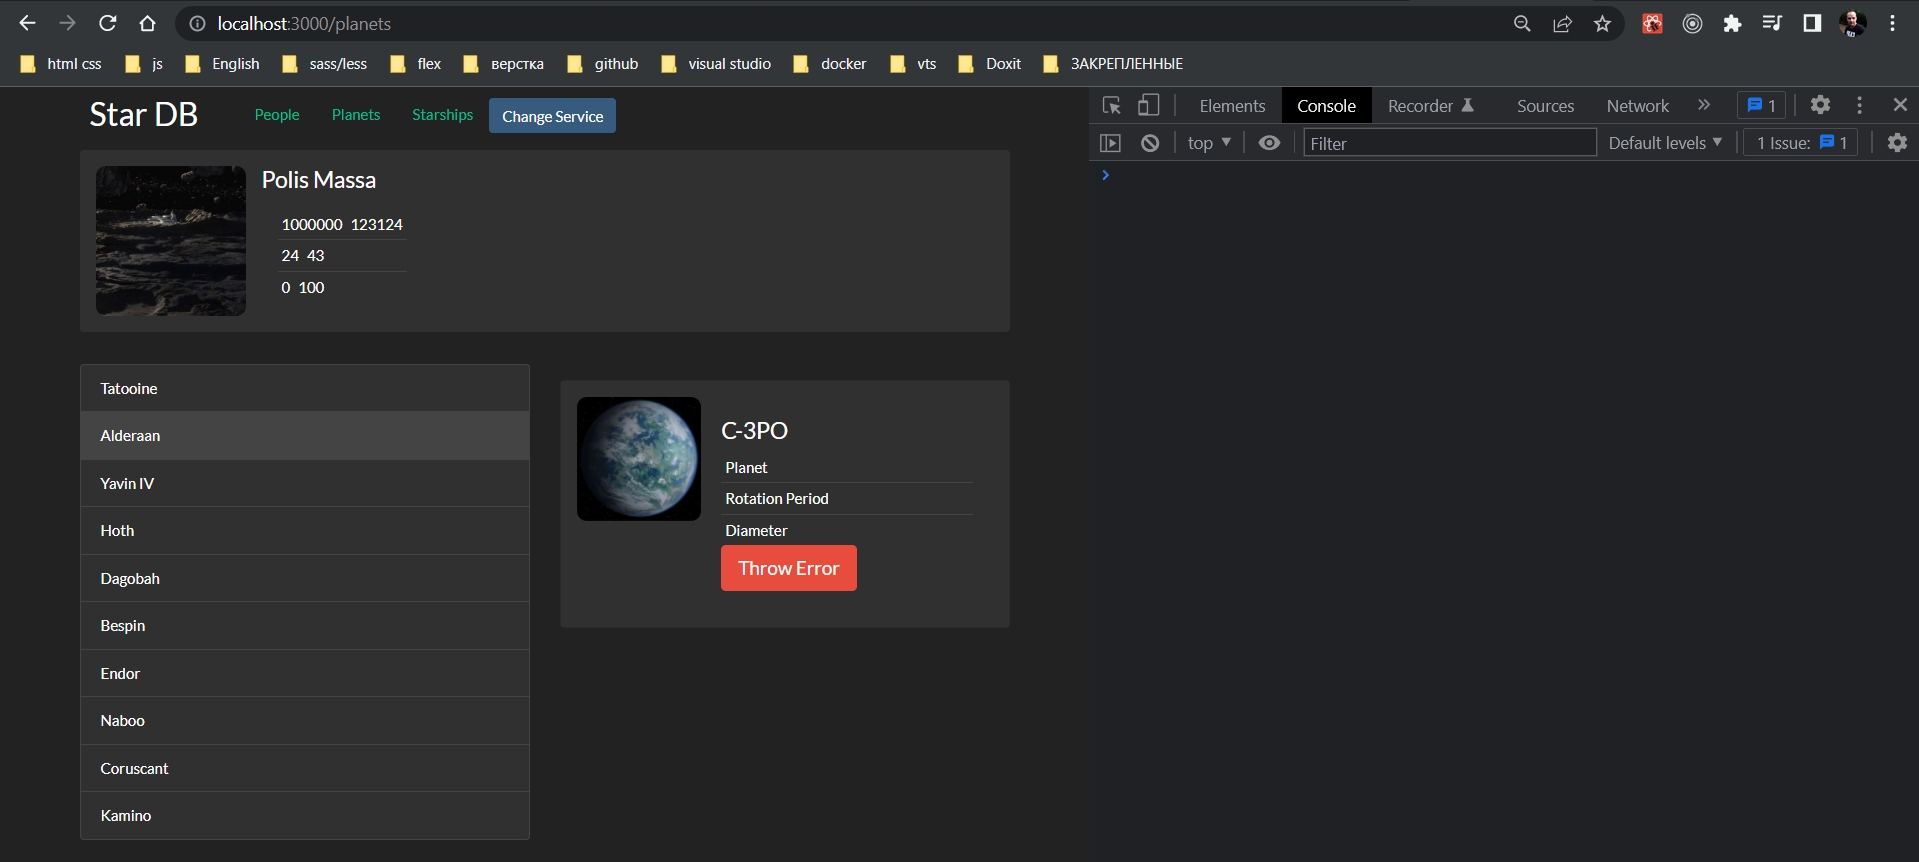 localhost:3000/planets
html css js English sass/less flex верстка github visual studio docker vts Doxit ЗАКРЕПЛЕННЫЕ
Star DB People Planets Starships Change Service
Polis Massa
1000000 123124
24 43
0 100
Tatooine
Alderaan
Yavin IV
Hoth
Dagobah
Bespin
Endor
Naboo
Coruscant
Kamino
C-3PO
Planet
Rotation Period
Diameter
Throw Error
Elements Console Recorder Sources Network » 1
top Filter Default levels 1 Issue: 1